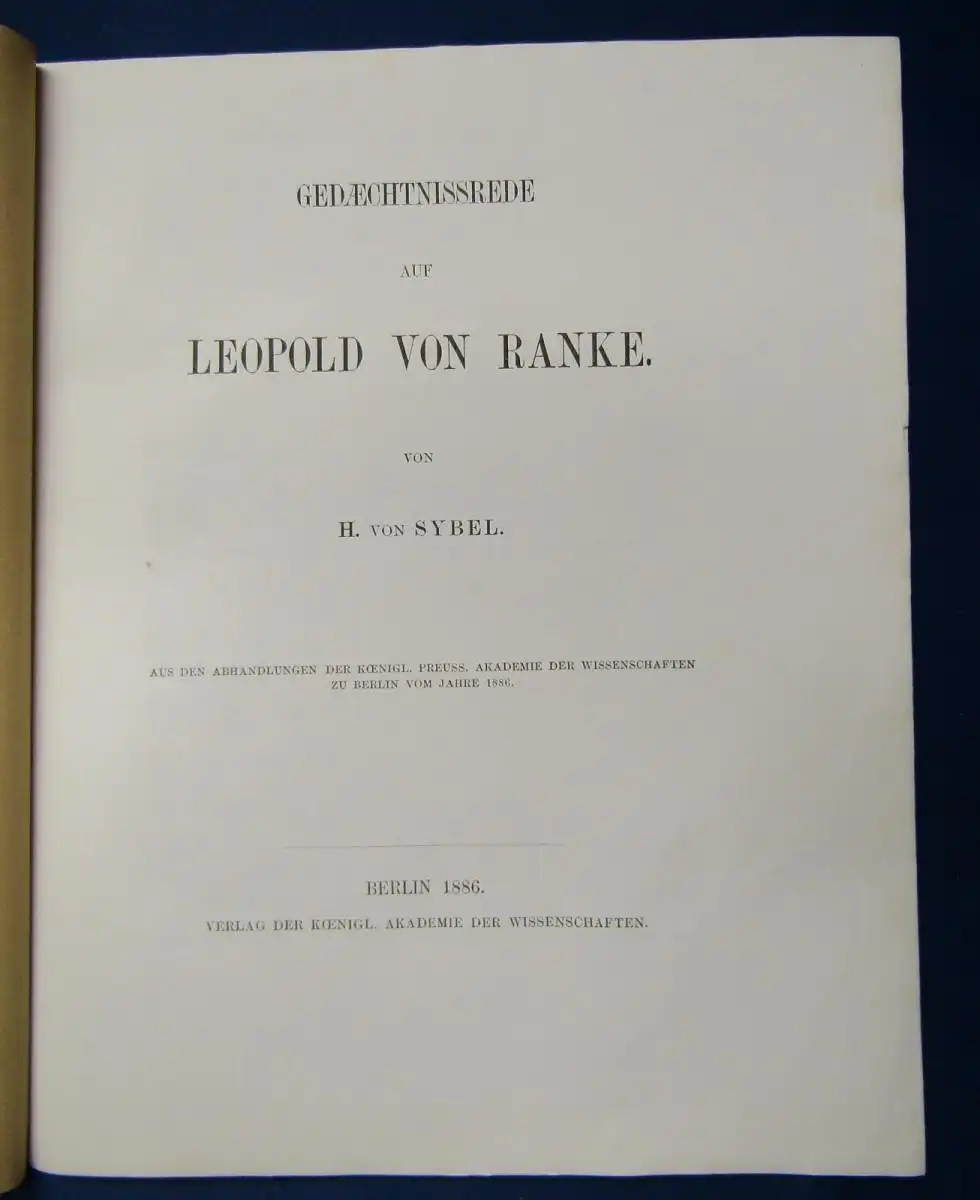 GEDÆCHTNISSREDE
AUF
LEOPOLD VON RANKE.
VON
H. VON SYBEL.
AUS DEN ABHANDLUNGEN DER KŒNIGL. PREUSS. AKADEMIE DER WISSENSCHAFTEN
ZU BERLIN VOM JAHRE 1886.
BERLIN 1886.
VERLAG DER KŒNIGL. AKADEMIE DER WISSENSCHAFTEN.